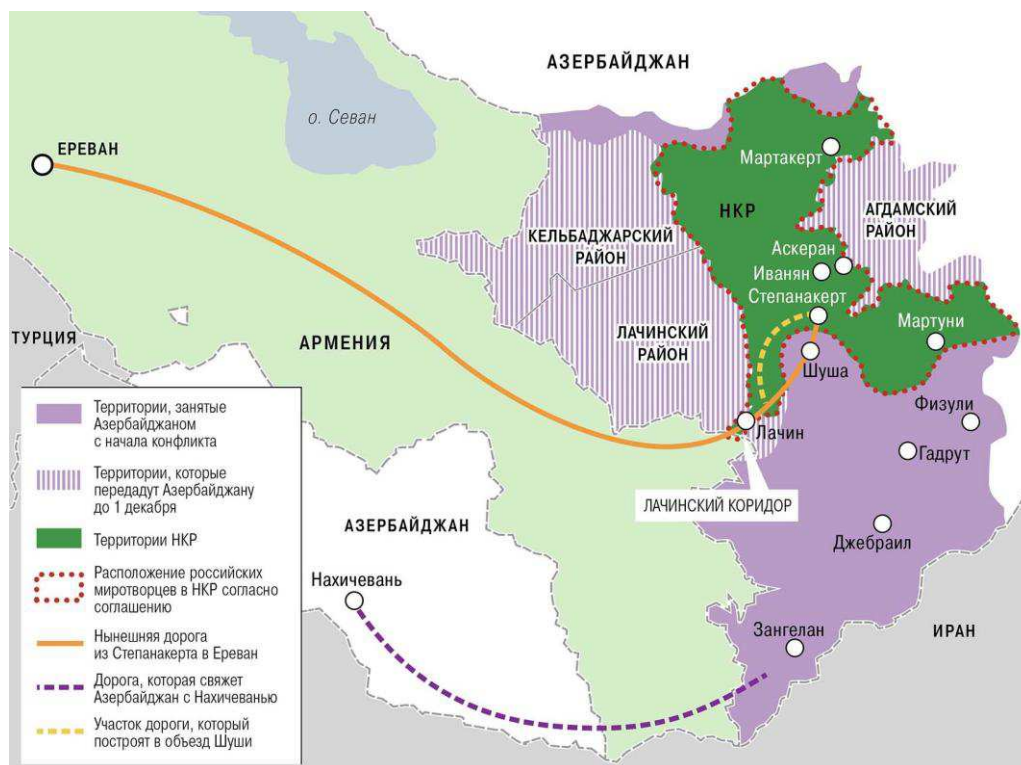 АЗЕРБАЙДЖАН
о. Севан
ЕРЕВАН
Мартакерт
НКР
АГДАМСКИЙ
РАЙОН
КЕЛЬБАДЖАРСКИЙ
РАЙОН
Аскеран
Иванян
Степанакерт
ТУРЦИЯ
АРМЕНИЯ
ЛАЧИНСКИЙ
РАЙОН
Мартуни
Шуша
Физули
Лачин
Гадрут
ЛАЧИНСКИЙ КОРИДОР
АЗЕРБАЙДЖАН
Джебраил
Нахичевань
Зангелан
ИРАН
Территории, занятые
Азербайджаном
с начала конфликта
Территории, которые
передадут Азербайджану
до 1 декабря
Территории НКР
Расположение российских
миротворцев в НКР согласно
соглашению
Нынешняя дорога
из Степанакерта в Ереван
Дорога, которая свяжет
Азербайджан с Нахичеванью
Участок дороги, который
построят в объезд Шуши